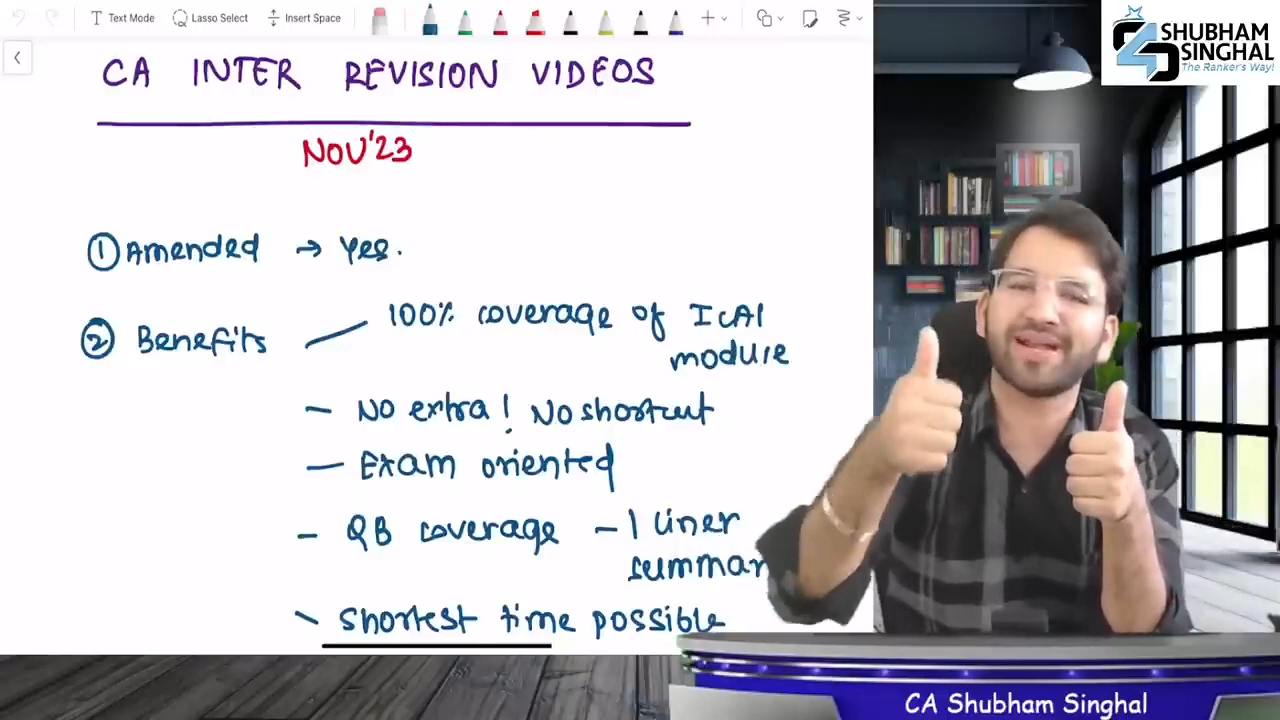 Text Mode Lasso Select Insert Space
SHUBHAM
SINGHAL
The Ranker's Way!
CA INTER REVISION VIDEOS
NOV'23
① Amended → Yes.
② Benefits — 100% coverage of ICAI
module
– No extra! No shortcut
– Exam oriented
– QB coverage – 1 liner
summar
– Shortest time possible
CA Shubham Singhal